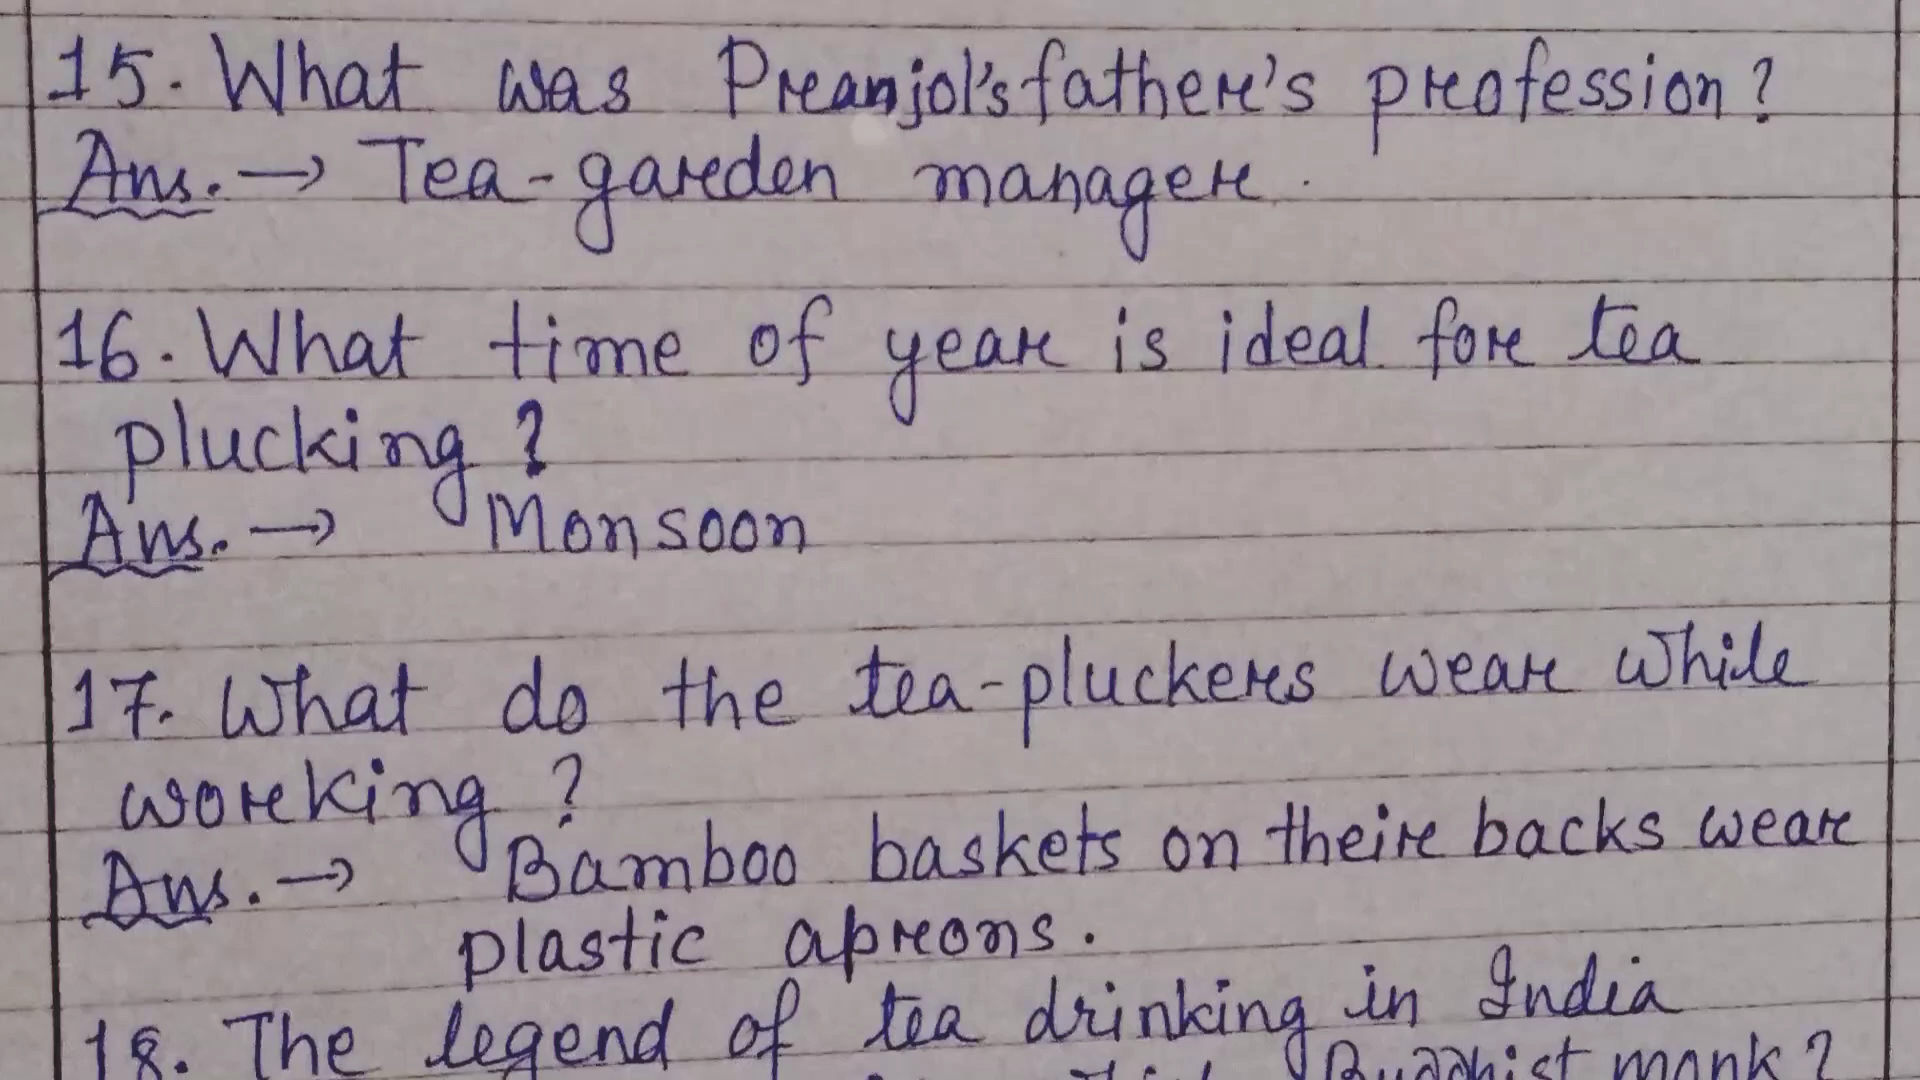 15. What was Pranjol's father's profession?
Ans. → Tea-garden manager.
16. What time of year is ideal for tea
plucking?
Ans. → Monsoon
17. What do the tea-pluckers wear while
working?
Ans. → Bamboo baskets on their backs wear
plastic aprons.
18. The legend of tea drinking in India
Buddhist monk?